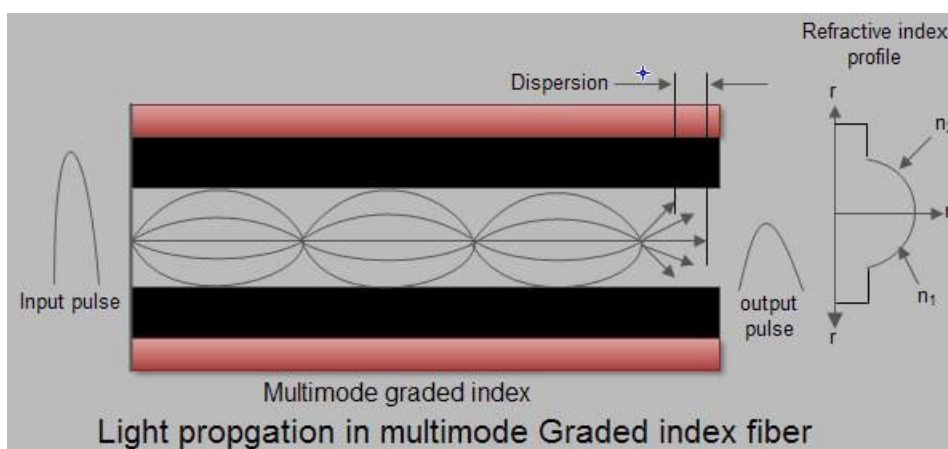 Refractive index
profile
Dispersion
r
n
n
Input pulse
n₁
output
pulse
r
Multimode graded index
Light propgation in multimode Graded index fiber